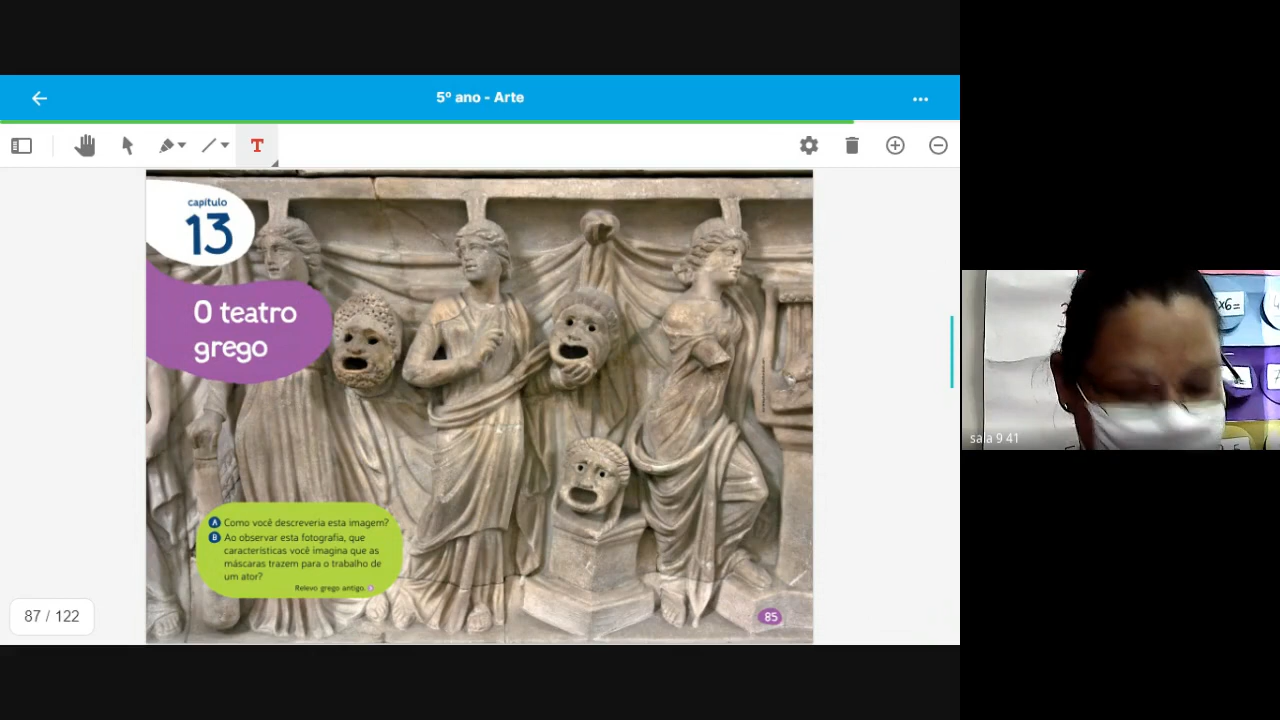 5º ano - Arte
T
capítulo
13
O teatro
grego
A Como você descreveria esta imagem?
B Ao observar esta fotografia, que
características você imagina que as
máscaras trazem para o trabalho de
um ator?
Relevo grego antigo.
87 / 122
85
x6=
sala 9 41